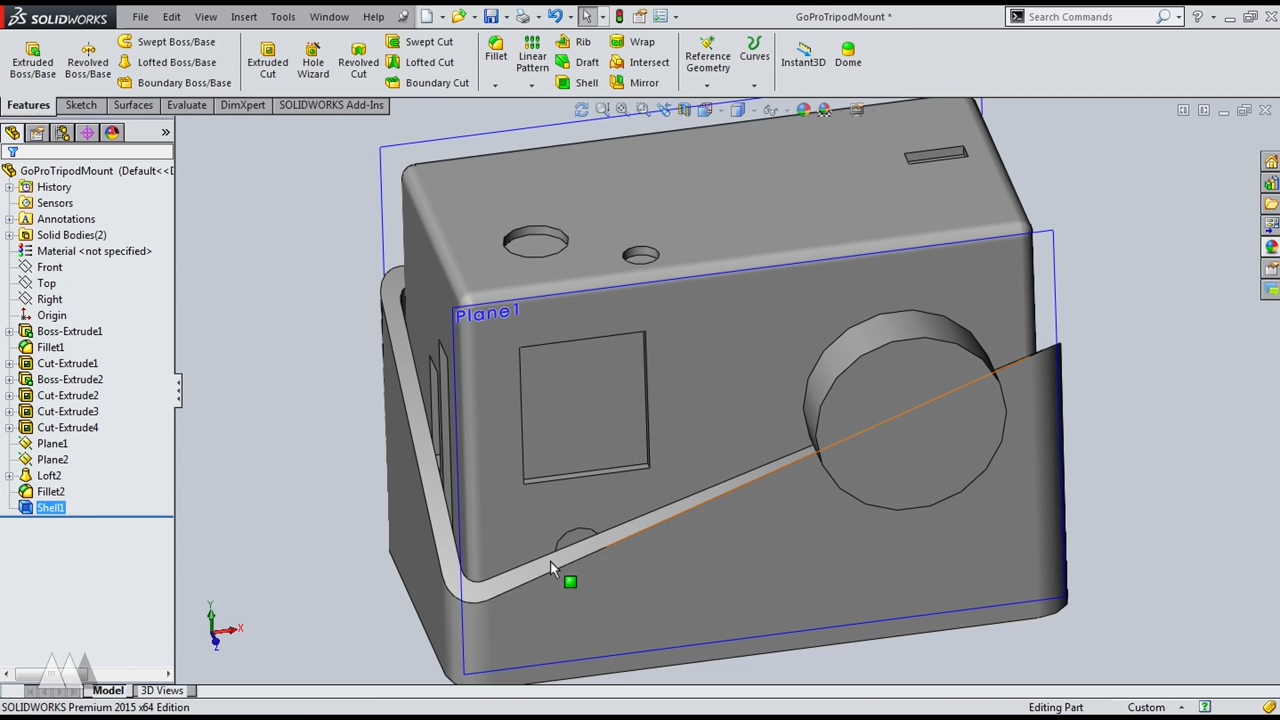 SOLIDWORKS File Edit View Insert Tools Window Help GoProTripodMount * Search Commands
Extruded Boss/Base
Revolved Boss/Base
Swept Boss/Base
Lofted Boss/Base
Boundary Boss/Base
Extruded Cut
Hole Wizard
Revolved Cut
Swept Cut
Lofted Cut
Boundary Cut
Fillet
Linear Pattern
Rib
Draft
Shell
Wrap
Intersect
Mirror
Reference Geometry
Curves
Instant3D
Dome
Features Sketch Surfaces Evaluate DimXpert SOLIDWORKS Add-Ins
GoProTripodMount (Default<<D
History
Sensors
Annotations
Solid Bodies(2)
Material <not specified>
Front
Top
Right
Origin
Boss-Extrude1
Fillet1
Cut-Extrude1
Boss-Extrude2
Cut-Extrude2
Cut-Extrude3
Cut-Extrude4
Plane1
Plane2
Loft2
Fillet2
Shell1
Plane1
Y
X
Z
Model 3D Views
SOLIDWORKS Premium 2015 x64 Edition Editing Part Custom